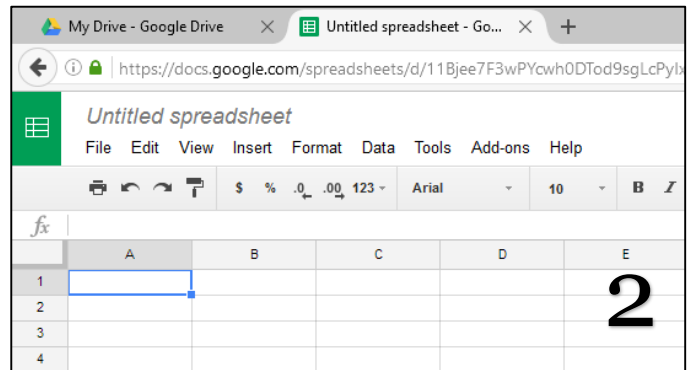 My Drive - Google Drive Untitled spreadsheet - Go...
https://docs.google.com/spreadsheets/d/11Bjee7F3wPYcwh0DTod9sgLcPyIx
Untitled spreadsheet
File Edit View Insert Format Data Tools Add-ons Help
$ % .0 .00 123 Arial 10 B I
fx
A B C D E
1
2
3
4
2